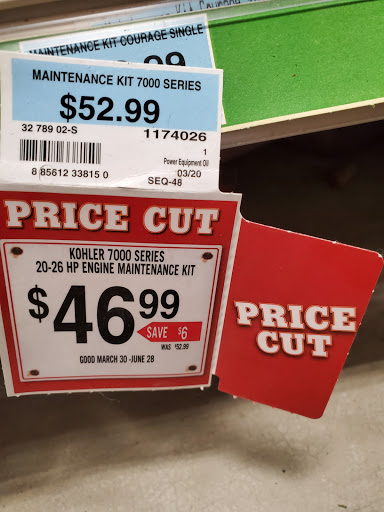 MAINTENANCE KIT COURAGE SINGLE
.99
MAINTENANCE KIT 7000 SERIES
$52.99
32 789 02-S
1174026
1
Power Equipment Oil
8 85612 33815 0
03/20
SEQ-48
PRICE CUT
KOHLER 7000 SERIES
20-26 HP ENGINE MAINTENANCE KIT
$46.99
SAVE $6
WAS $52.99
GOOD MARCH 30 -JUNE 28
PRICE
CUT